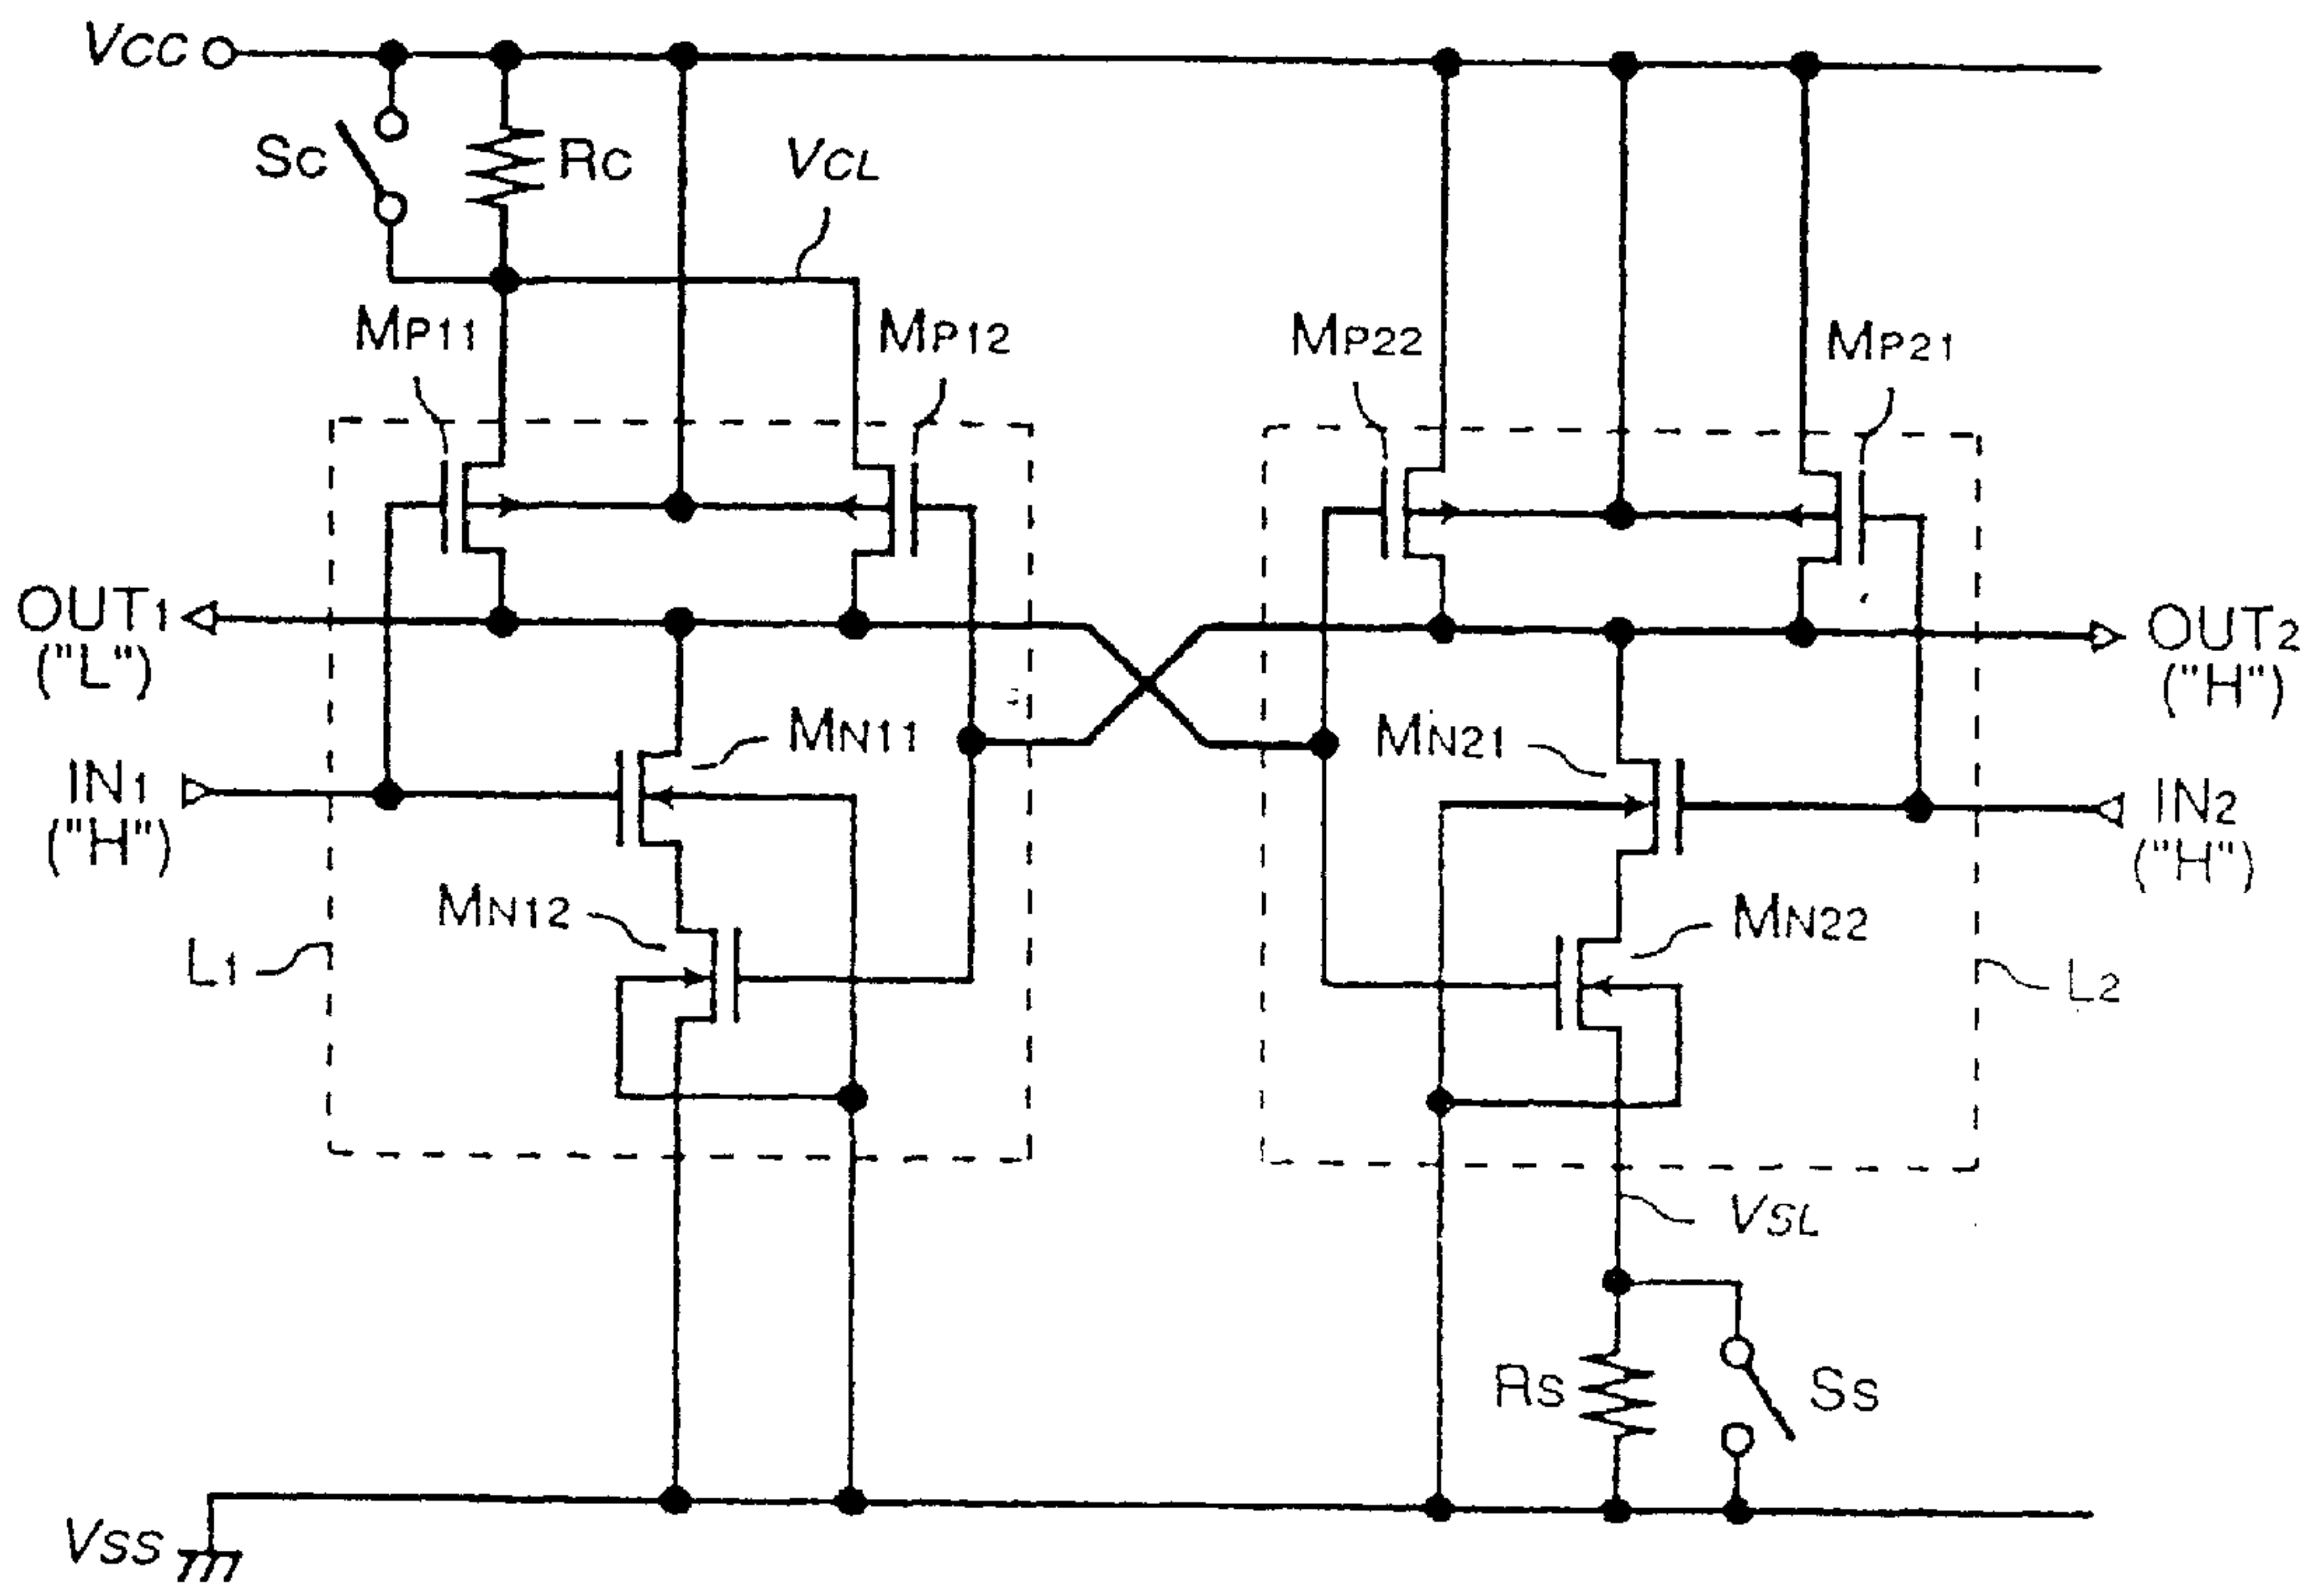 VCC
SC
RC
VCL
MP11
MP12
MP22
MP21
OUT1
("L")
OUT2
("H")
IN1
("H")
MN11
MN21
IN2
("H")
MN12
MN22
L1
L2
VSL
RS
SS
VSS